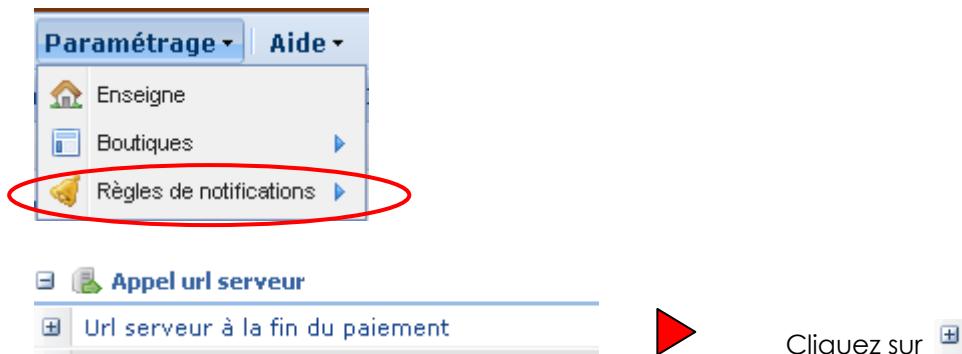 Paramétrage Aide
Enseigne
Boutiques
Règles de notifications
Appel url serveur
Url serveur à la fin du paiement
Cliquez sur